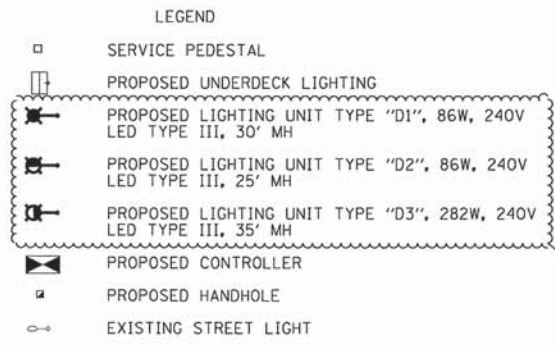 LEGEND
SERVICE PEDESTAL
PROPOSED UNDERDECK LIGHTING
PROPOSED LIGHTING UNIT TYPE "D1", 86W, 240V
LED TYPE III, 30' MH
PROPOSED LIGHTING UNIT TYPE "D2", 86W, 240V
LED TYPE III, 25' MH
PROPOSED LIGHTING UNIT TYPE "D3", 282W, 240V
LED TYPE III, 35' MH
PROPOSED CONTROLLER
PROPOSED HANDHOLE
EXISTING STREET LIGHT